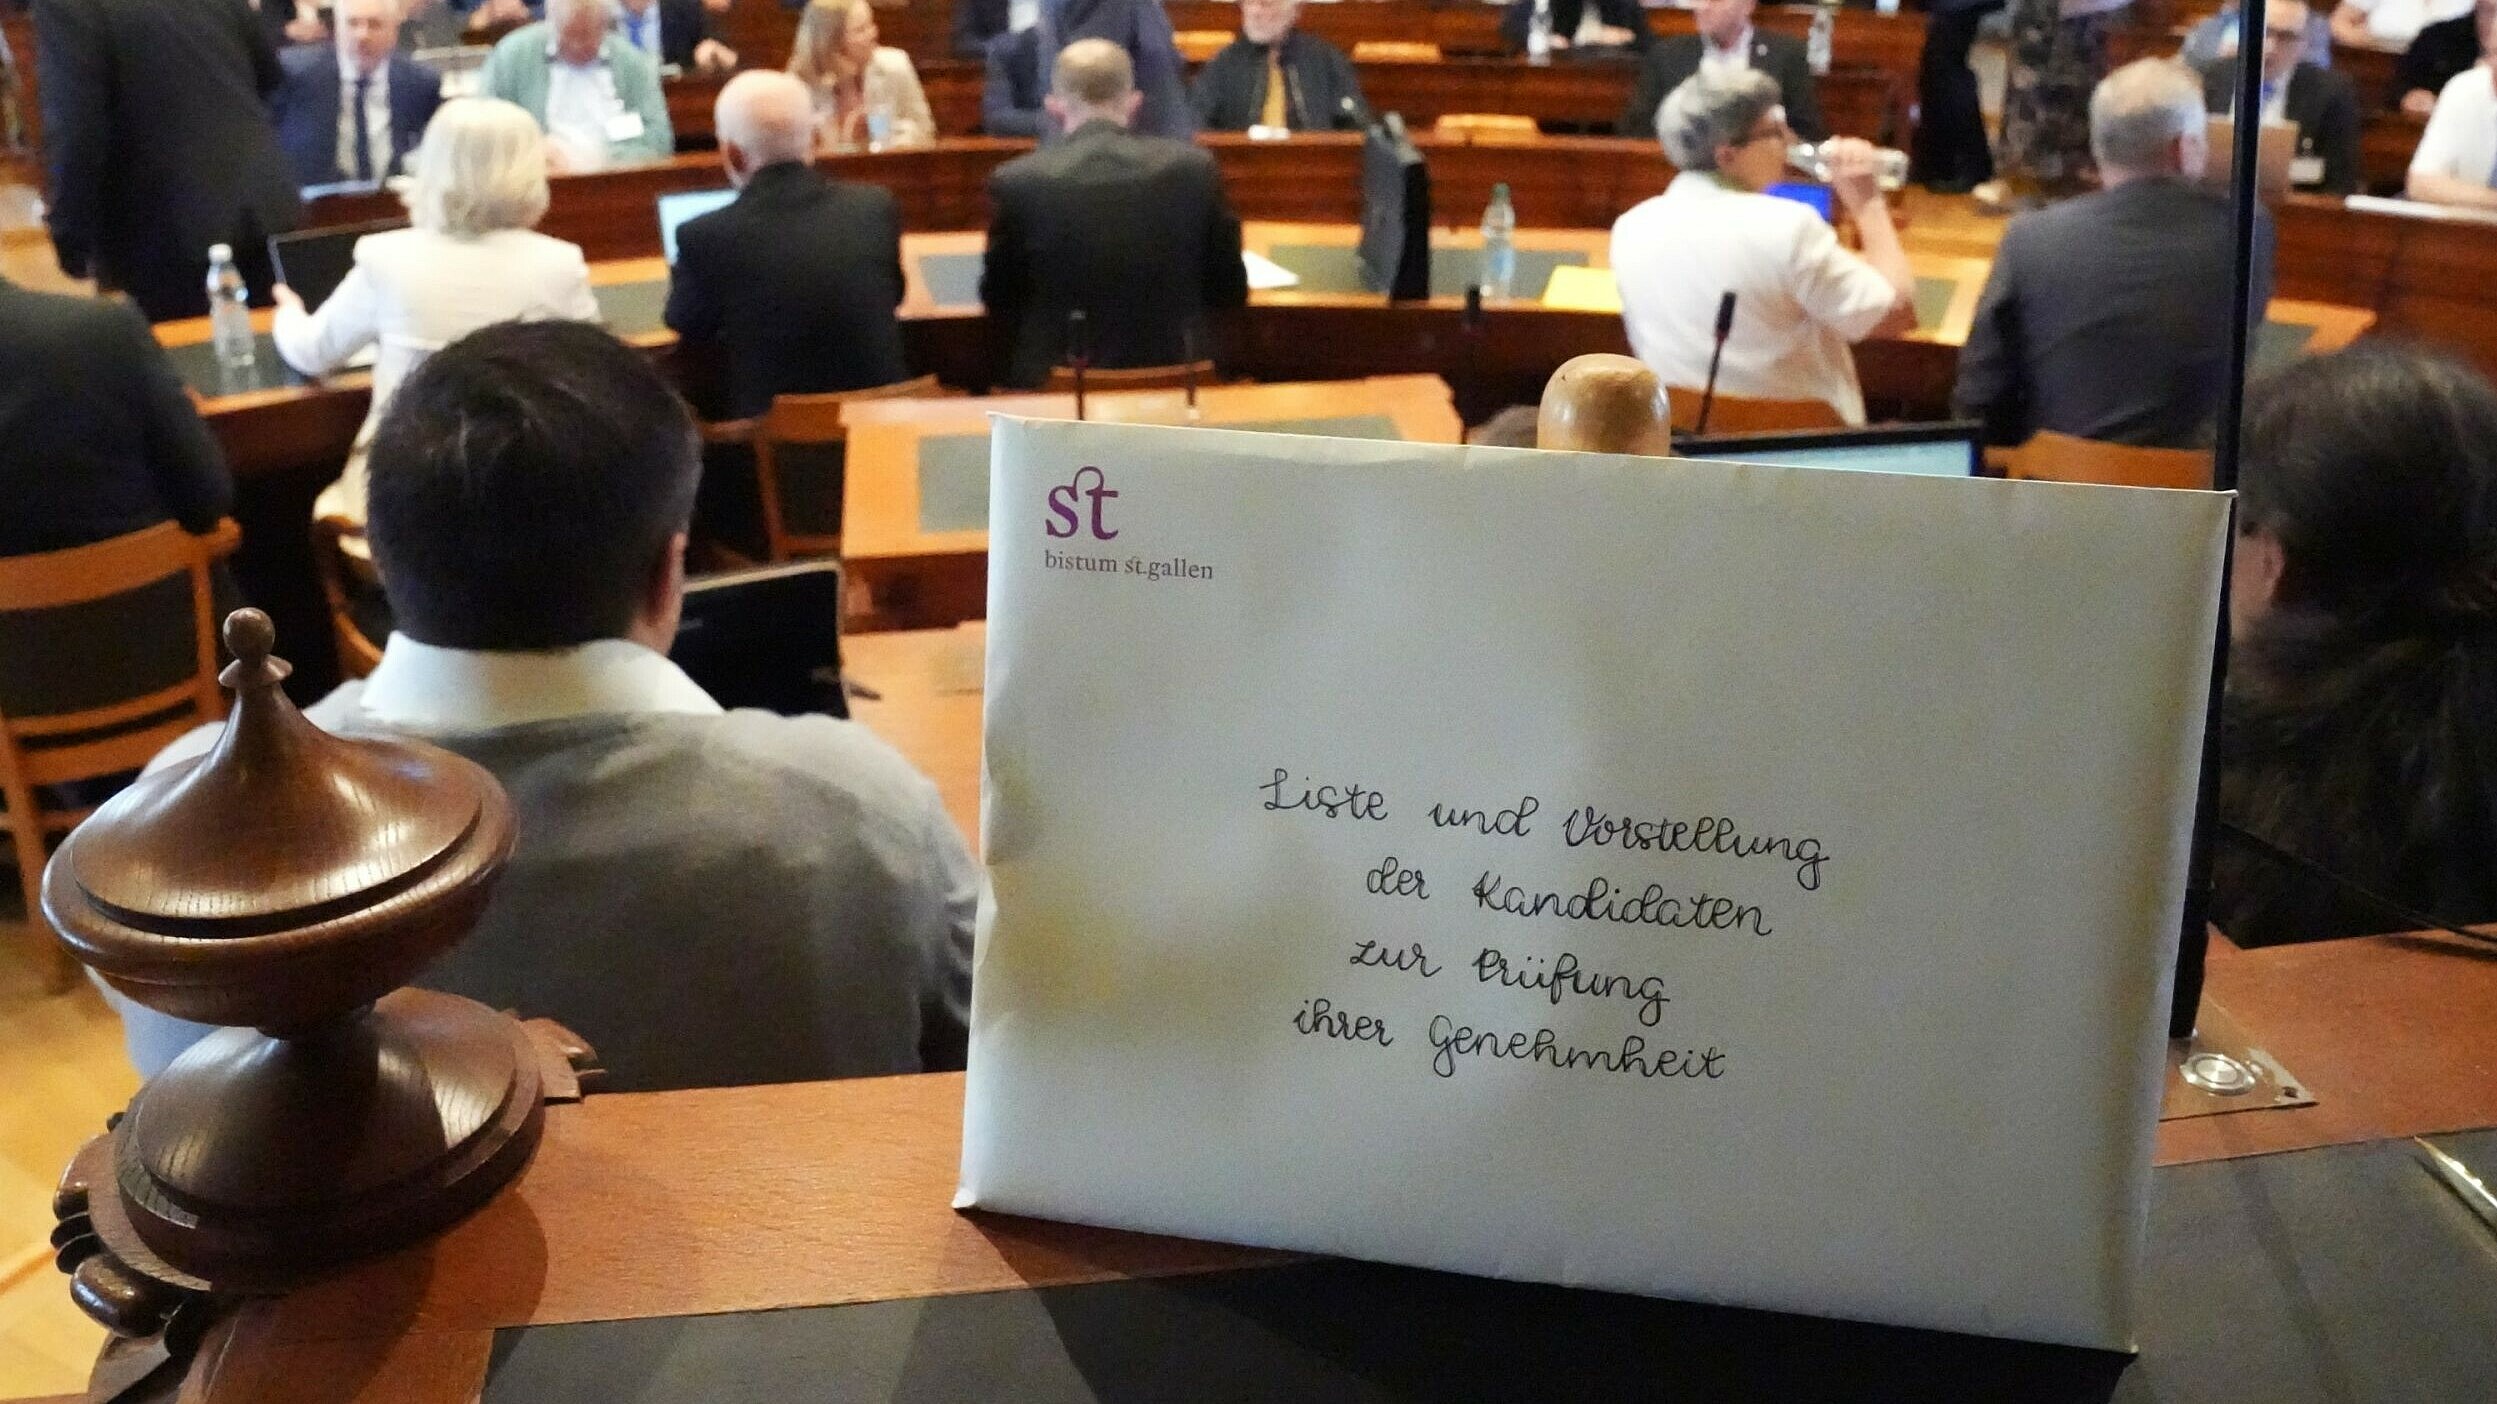 st
bistum st.gallen
Liste und Vorstellung
der Kandidaten
zur Prüfung
ihrer Genehmheit